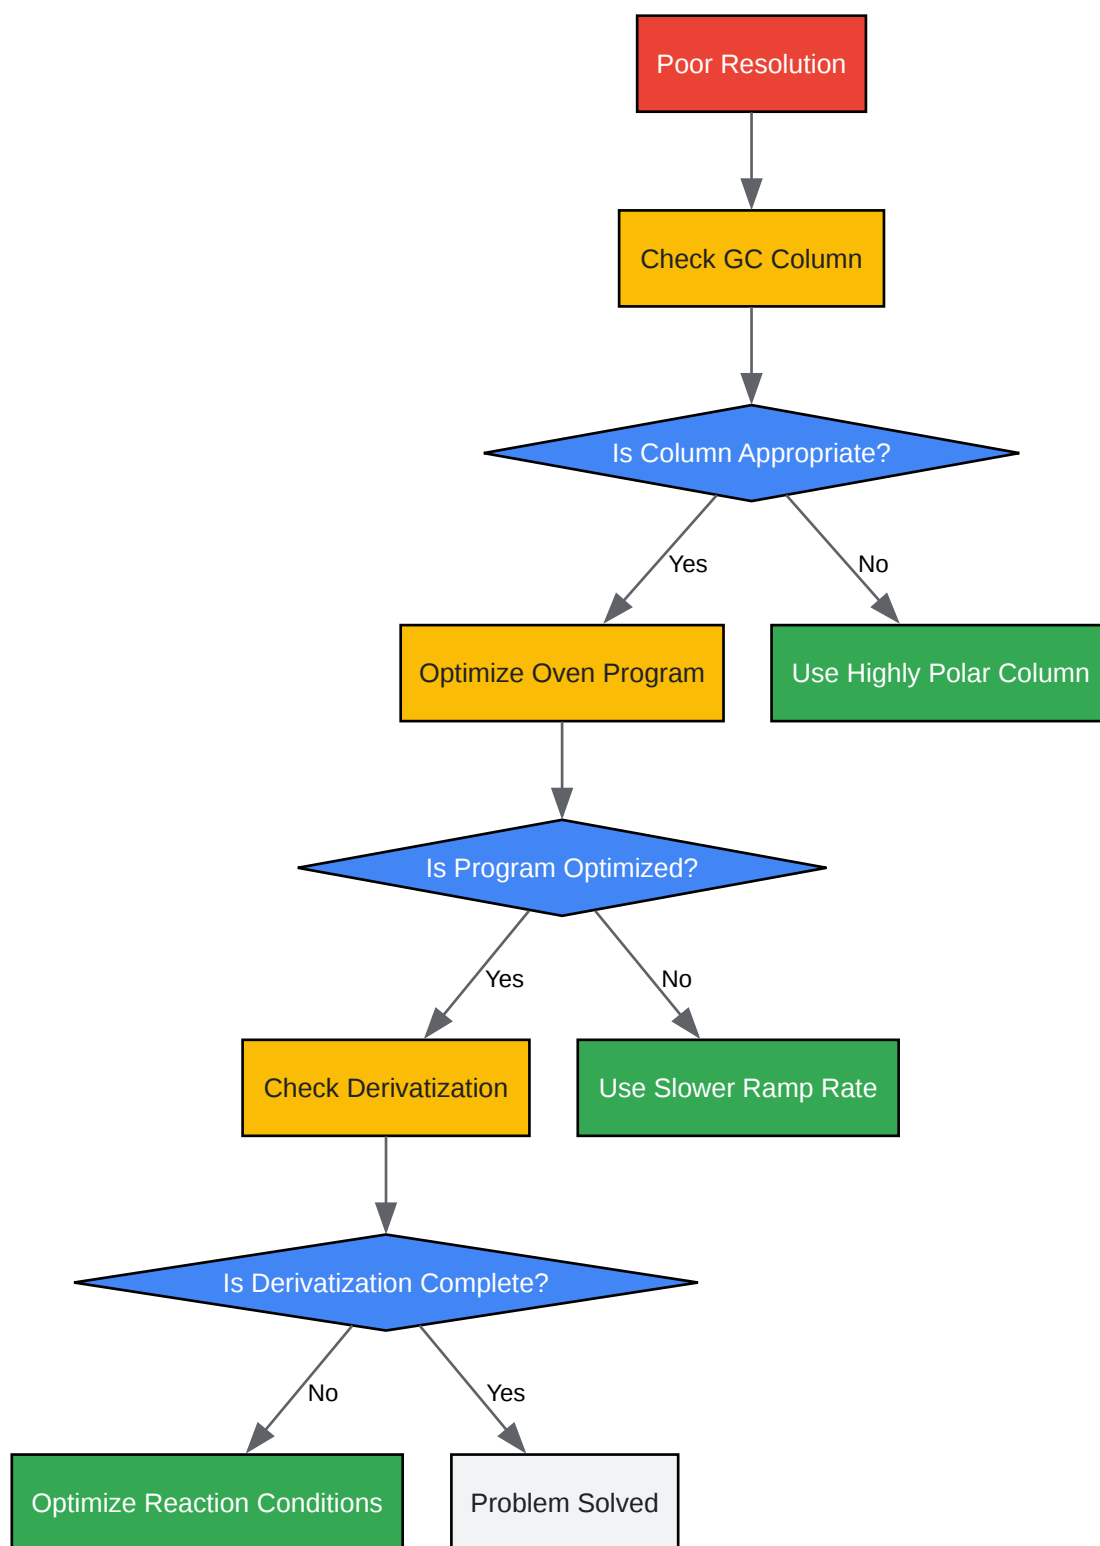 Poor Resolution
Check GC Column
Is Column Appropriate?
Yes
No
Optimize Oven Program
Use Highly Polar Column
Is Program Optimized?
Yes
No
Check Derivatization
Use Slower Ramp Rate
Is Derivatization Complete?
No
Yes
Optimize Reaction Conditions
Problem Solved